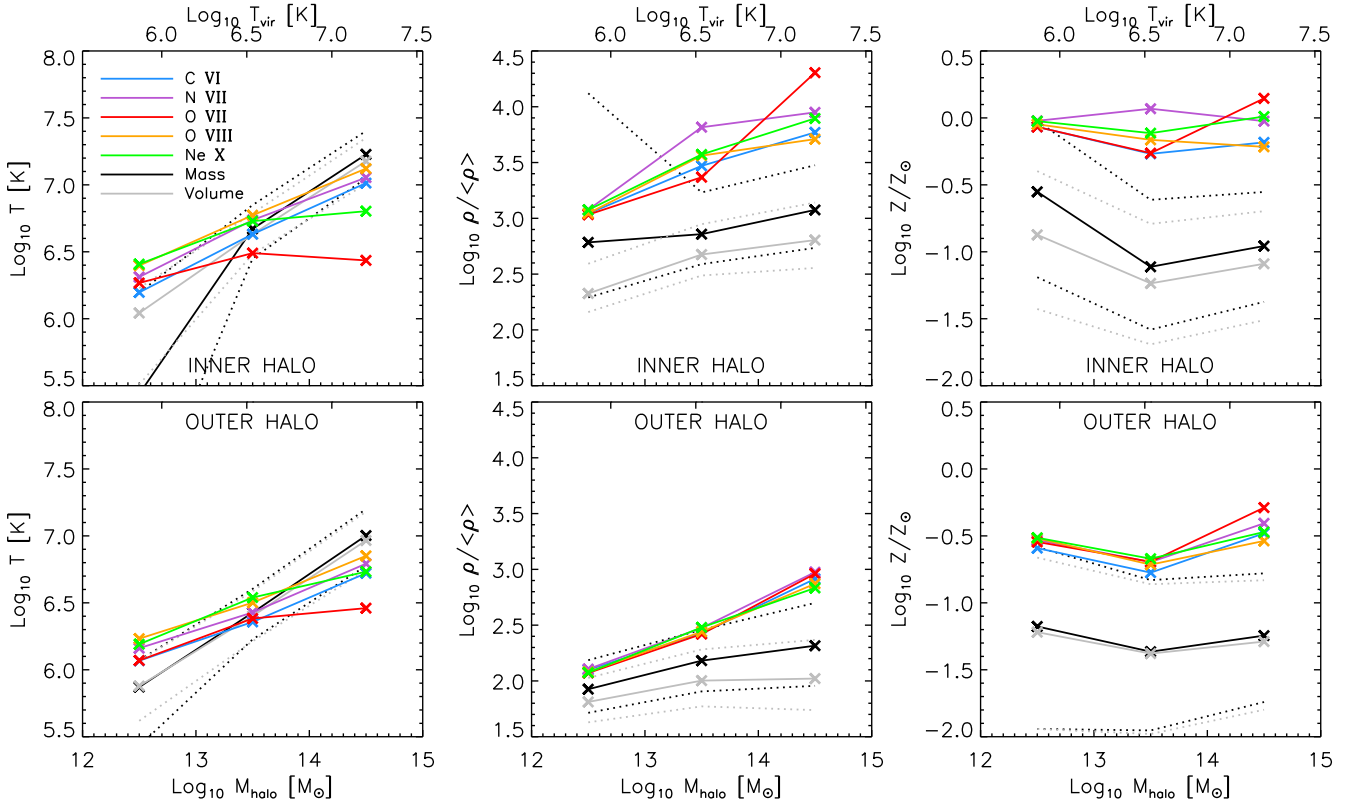 Log₁₀ T_vir [K] Log₁₀ T_vir [K] Log₁₀ T_vir [K]
6.0 6.5 7.0 7.5 6.0 6.5 7.0 7.5 6.0 6.5 7.0 7.5
8.0
7.5
7.0
6.5
6.0
5.5
Log₁₀ T [K]
C VI
N VII
O VII
O VIII
Ne X
Mass
Volume
INNER HALO
4.5
4.0
3.5
3.0
2.5
2.0
1.5
Log₁₀ ρ/<ρ>
INNER HALO
0.5
0.0
−0.5
−1.0
−1.5
−2.0
Log₁₀ Z/Z☉
INNER HALO
8.0
7.5
7.0
6.5
6.0
5.5
Log₁₀ T [K]
OUTER HALO
4.5
4.0
3.5
3.0
2.5
2.0
1.5
Log₁₀ ρ/<ρ>
OUTER HALO
0.5
0.0
−0.5
−1.0
−1.5
−2.0
Log₁₀ Z/Z☉
OUTER HALO
12 13 14 15 12 13 14 15 12 13 14 15
Log₁₀ M_halo [M☉] Log₁₀ M_halo [M☉] Log₁₀ M_halo [M☉]